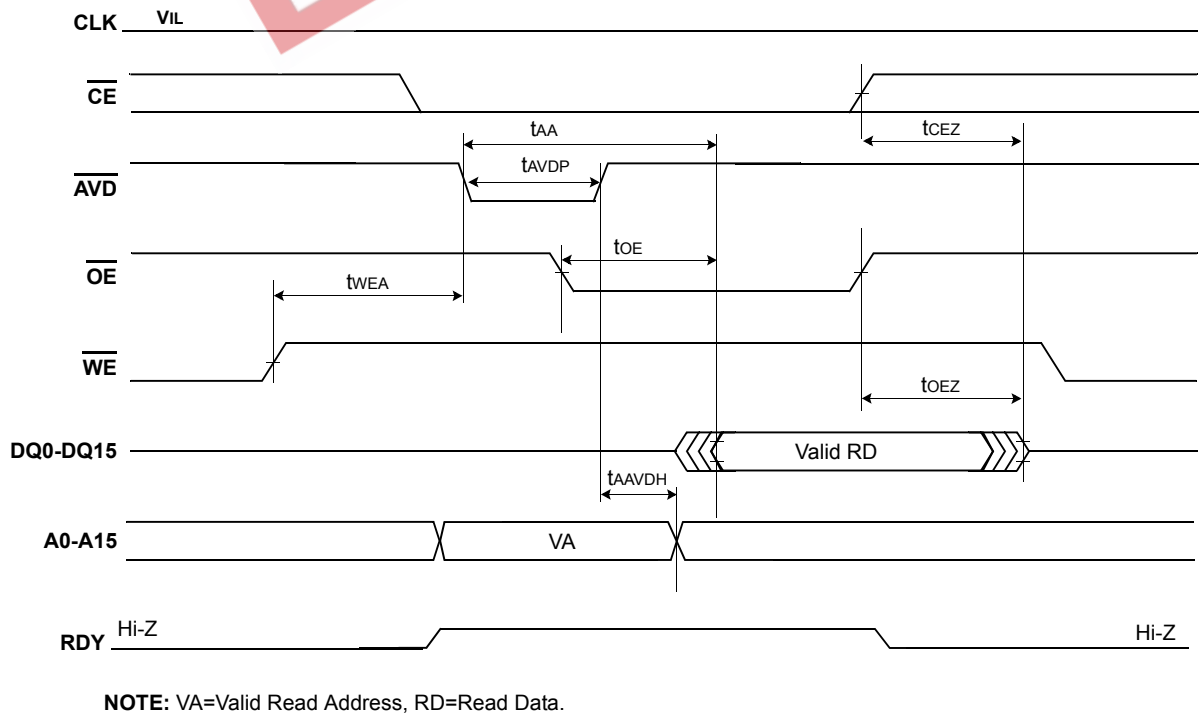 CLK VIL
CE
tAA
tCEZ
AVD
tAVDP
OE
tOE
tWEA
WE
tOEZ
DQ0-DQ15
Valid RD
tAAVDH
A0-A15
VA
RDY
Hi-Z
Hi-Z
NOTE: VA=Valid Read Address, RD=Read Data.